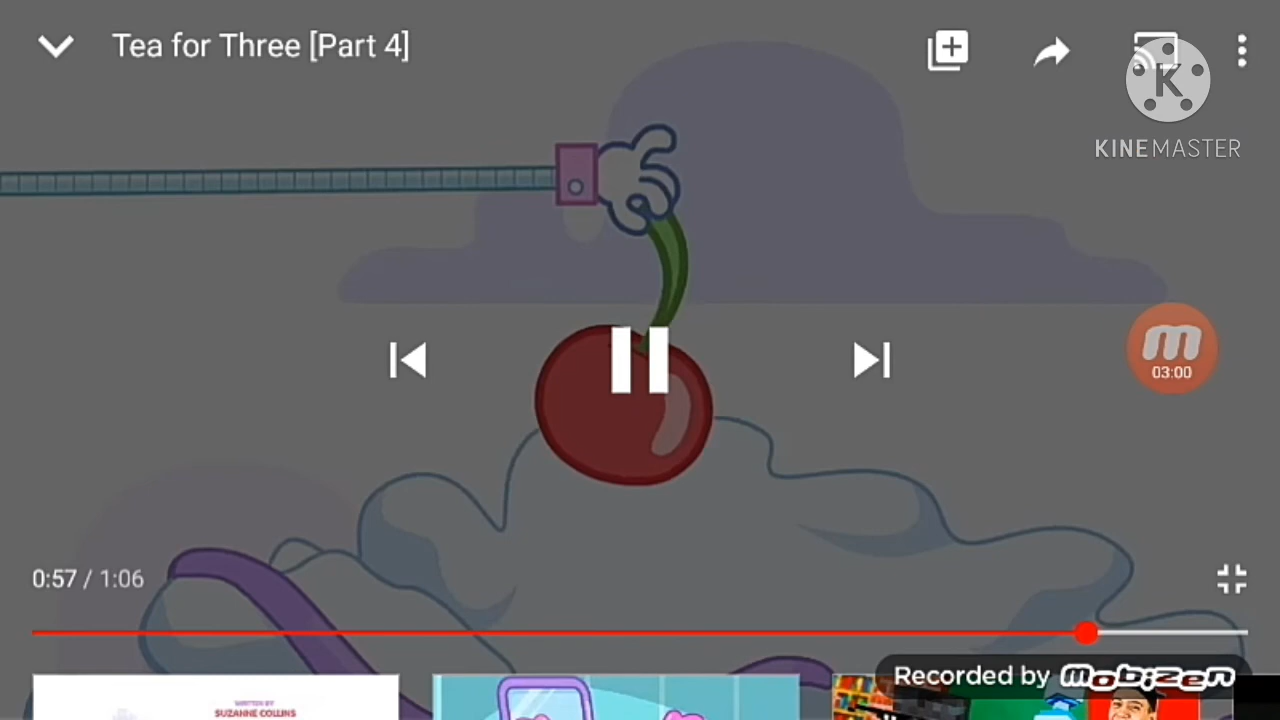 Tea for Three [Part 4]
K
KINEMASTER
m
03:00
0:57 / 1:06
Recorded by mobizen
WRITTEN BY
SUZANNE COLLINS